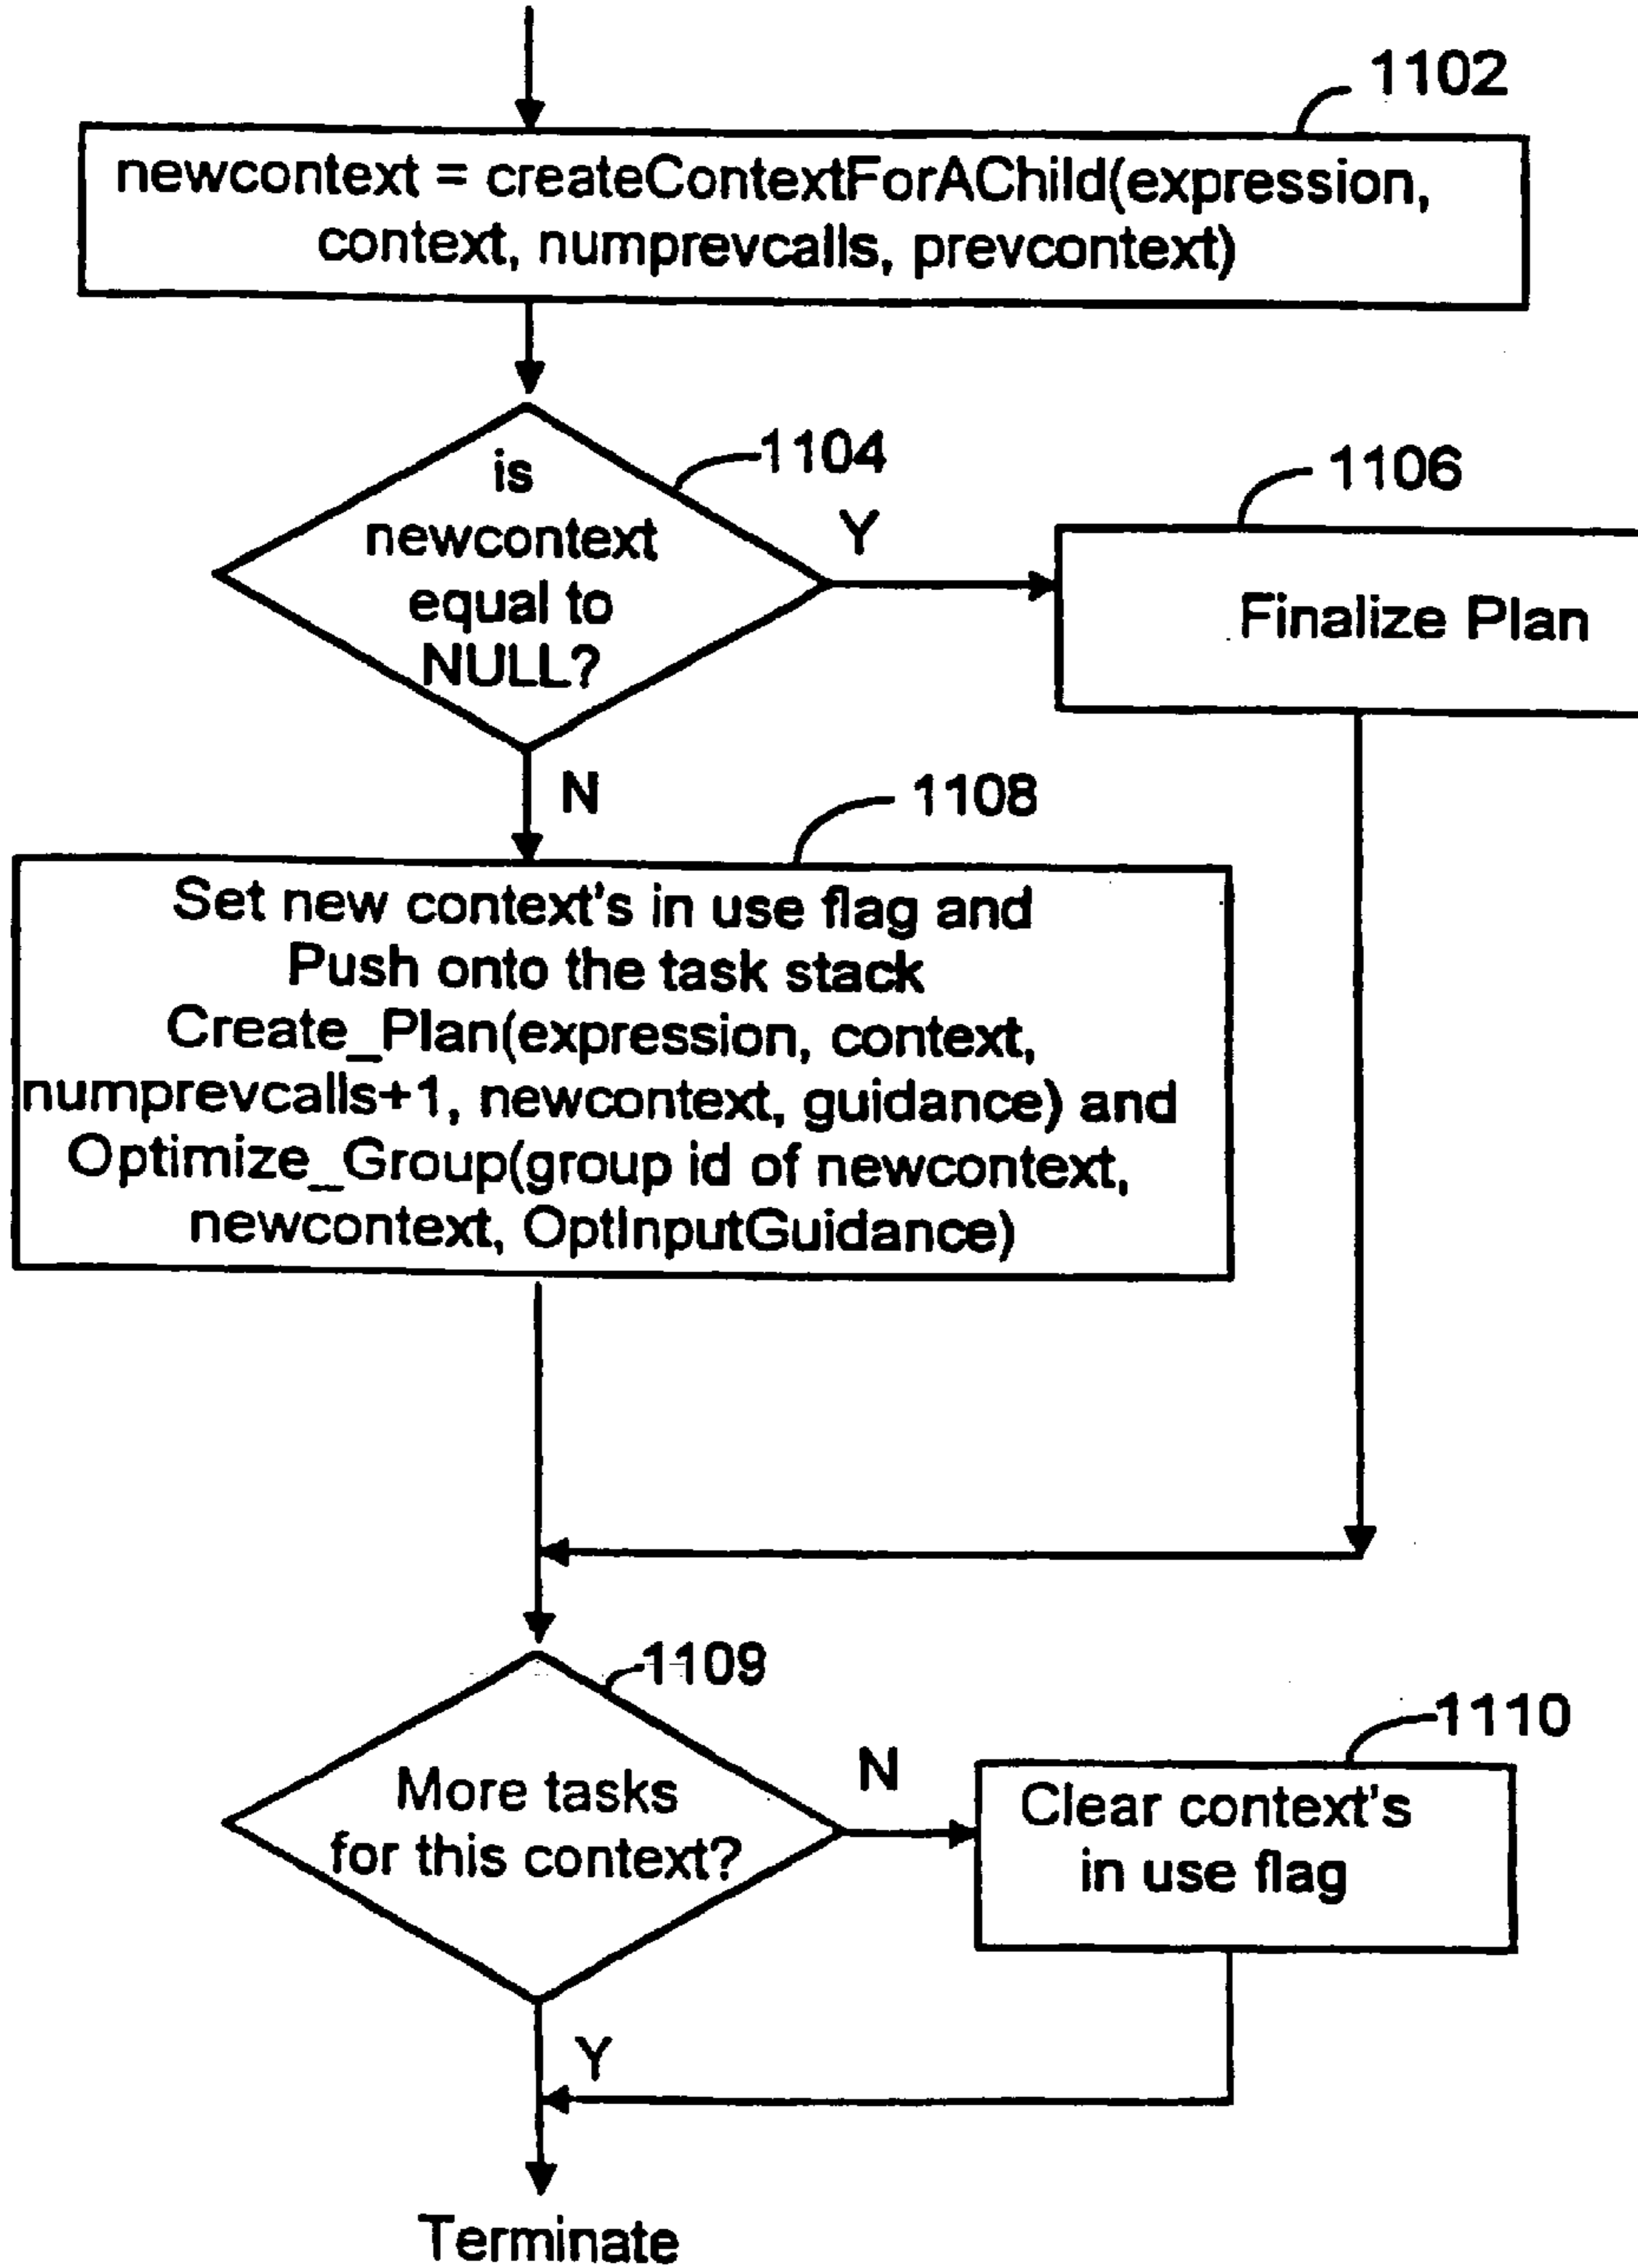 1102
newcontext = createContextForAChild(expression,
context, numprevcalls, prevcontext)
1104
is
newcontext
equal to
NULL?
Y
1106
Finalize Plan
N
1108
Set new context's in use flag and
Push onto the task stack
Create_Plan(expression, context,
numprevcalls+1, newcontext, guidance) and
Optimize_Group(group id of newcontext,
newcontext, OptInputGuidance)
1109
More tasks
for this context?
N
1110
Clear context's
in use flag
Y
Terminate